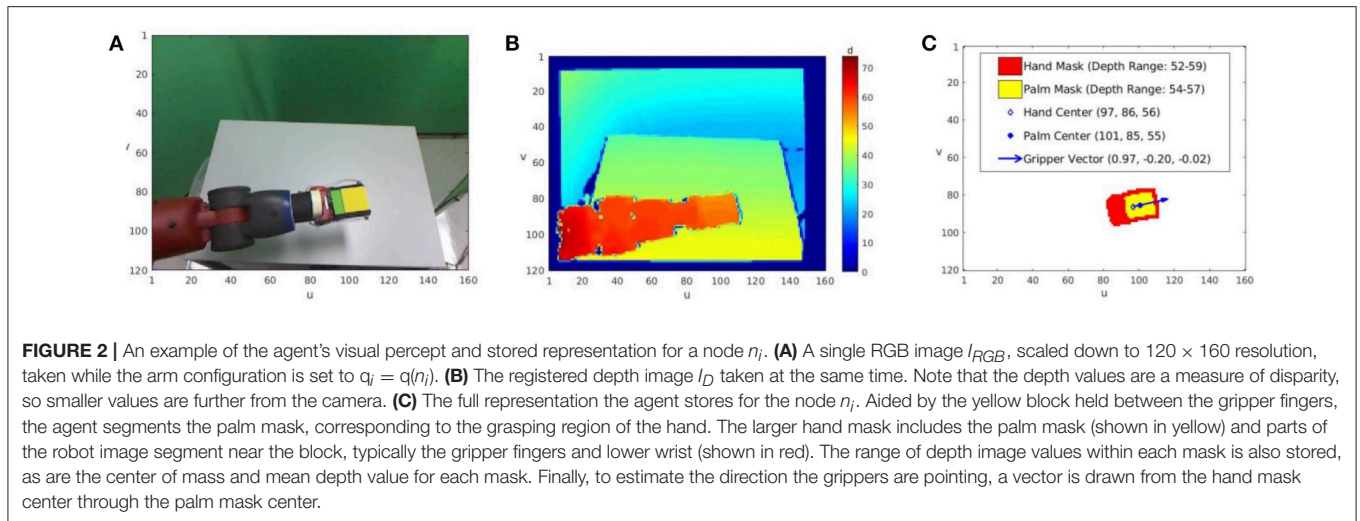 A
B
C
1
20
40
60
80
100
120
v
1
20
40
60
80
100
120
140
160
u
1
20
40
60
80
100
120
v
1
20
40
60
80
100
120
140
160
u
d
70
60
50
40
30
20
10
0
1
20
40
60
80
100
120
v
1
20
40
60
80
100
120
140
160
u
Hand Mask (Depth Range: 52-59)
Palm Mask (Depth Range: 54-57)
Hand Center (97, 86, 56)
Palm Center (101, 85, 55)
Gripper Vector (0.97, -0.20, -0.02)
FIGURE 2 | An example of the agent's visual percept and stored representation for a node nᵢ. (A) A single RGB image I_RGB, scaled down to 120 × 160 resolution,
taken while the arm configuration is set to qᵢ = q(nᵢ). (B) The registered depth image I_D taken at the same time. Note that the depth values are a measure of disparity,
so smaller values are further from the camera. (C) The full representation the agent stores for the node nᵢ. Aided by the yellow block held between the gripper fingers,
the agent segments the palm mask, corresponding to the grasping region of the hand. The larger hand mask includes the palm mask (shown in yellow) and parts of
the robot image segment near the block, typically the gripper fingers and lower wrist (shown in red). The range of depth image values within each mask is also stored,
as are the center of mass and mean depth value for each mask. Finally, to estimate the direction the grippers are pointing, a vector is drawn from the hand mask
center through the palm mask center.